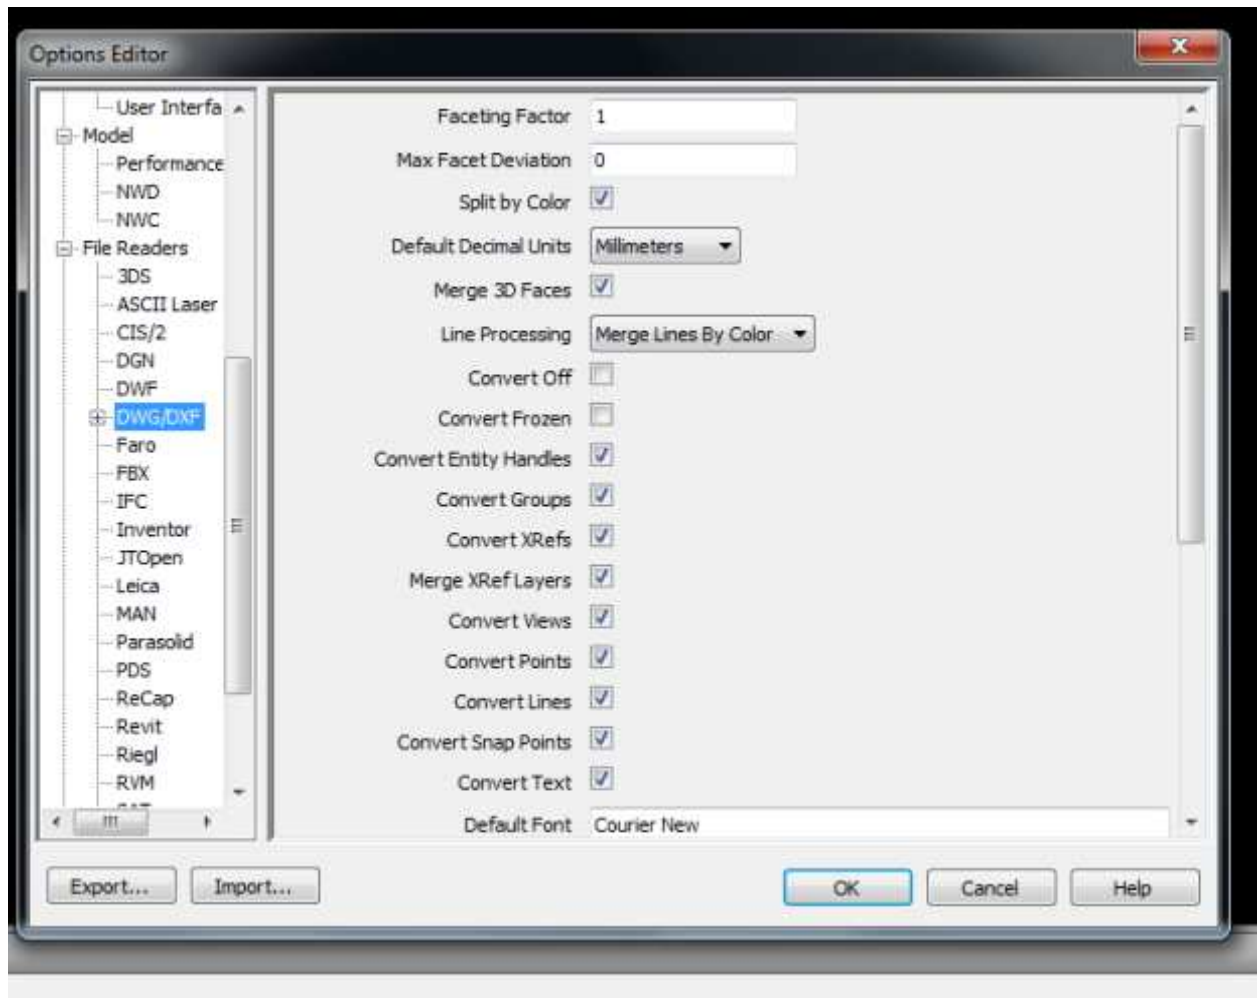 Options Editor
User Interfa
Model
Performance
NWD
NWC
File Readers
3DS
ASCII Laser
CIS/2
DGN
DWF
DWG/DXF
Faro
FBX
IFC
Inventor
JTOpen
Leica
MAN
Parasolid
PDS
ReCap
Revit
Riegl
RVM
Faceting Factor 1
Max Facet Deviation 0
Split by Color
Default Decimal Units Millimeters
Merge 3D Faces
Line Processing Merge Lines By Color
Convert Off
Convert Frozen
Convert Entity Handles
Convert Groups
Convert XRefs
Merge XRef Layers
Convert Views
Convert Points
Convert Lines
Convert Snap Points
Convert Text
Default Font Courier New
Export... Import... OK Cancel Help